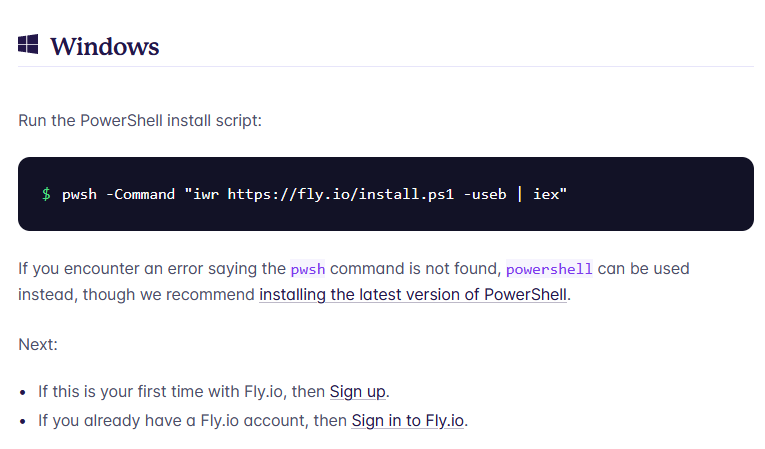 Windows
Run the PowerShell install script:
$ pwsh -Command "iwr https://fly.io/install.ps1 -useb | iex"
If you encounter an error saying the pwsh command is not found, powershell can be used
instead, though we recommend installing the latest version of PowerShell.
Next:
• If this is your first time with Fly.io, then Sign up.
• If you already have a Fly.io account, then Sign in to Fly.io.